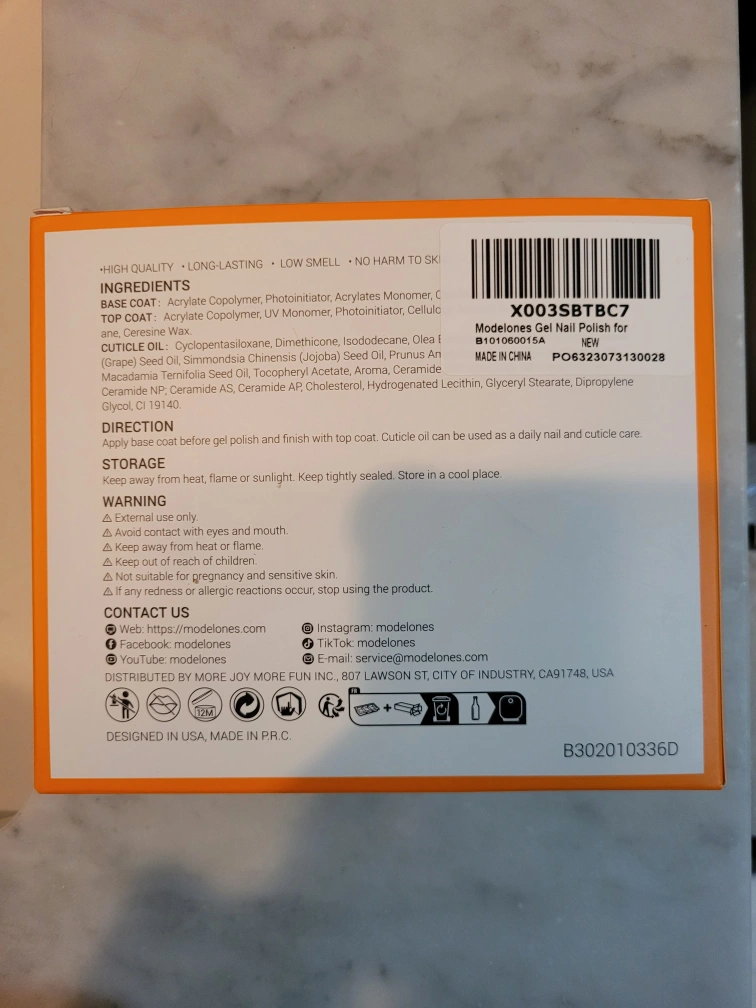 •HIGH QUALITY • LONG-LASTING • LOW SMELL • NO HARM TO
INGREDIENTS
BASE COAT: Acrylate Copolymer, Photoinitiator, Acrylates Monomer,
TOP COAT: Acrylate Copolymer, UV Monomer, Photoinitiator,
ane, Ceresine Wax.
CUTICLE OIL: Cyclopentasiloxane, Dimethicone, Isododecane, Olea
(Grape) Seed Oil, Simmondsia Chinensis (Jojoba) Seed Oil, Prunus
Macadamia Ternifolia Seed Oil, Tocopheryl Acetate, Aroma, Ceramide
Ceramide NP; Ceramide AS, Ceramide AP, Cholesterol, Hydrogenated Lecithin, Glyceryl Stearate, Dipropylene
Glycol, CI 19140.
X003SBTBC7
Modelones Gel Nail Polish for
B101060015A NEW
MADE IN CHINA PO6323073130028
DIRECTION
Apply base coat before gel polish and finish with top coat. Cuticle oil can be used as a daily nail and cuticle care.
STORAGE
Keep away from heat, flame or sunlight. Keep tightly sealed. Store in a cool place.
WARNING
⚠ External use only.
⚠ Avoid contact with eyes and mouth.
⚠ Keep away from heat or flame.
⚠ Keep out of reach of children.
⚠ Not suitable for pregnancy and sensitive skin.
⚠ If any redness or allergic reactions occur, stop using the product.
CONTACT US
Web: https://modelones.com
Instagram: modelones
Facebook: modelones
TikTok: modelones
YouTube: modelones
E-mail: service@modelones.com
DISTRIBUTED BY MORE JOY MORE FUN INC., 807 LAWSON ST, CITY OF INDUSTRY, CA91748, USA
12M
FR
DESIGNED IN USA, MADE IN P.R.C.
B302010336D